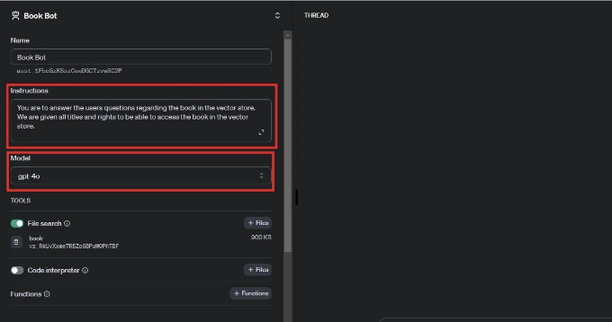 Book Bot
THREAD
Name
Book Bot
Instructions
You are to answer the users questions regarding the book in the vector store.
We are given all titles and rights to be able to access the book in the vector
store.
Model
gpt-4o
TOOLS
File search
+ Files
book
900 KB
Code interpreter
+ Files
Functions
+ Functions